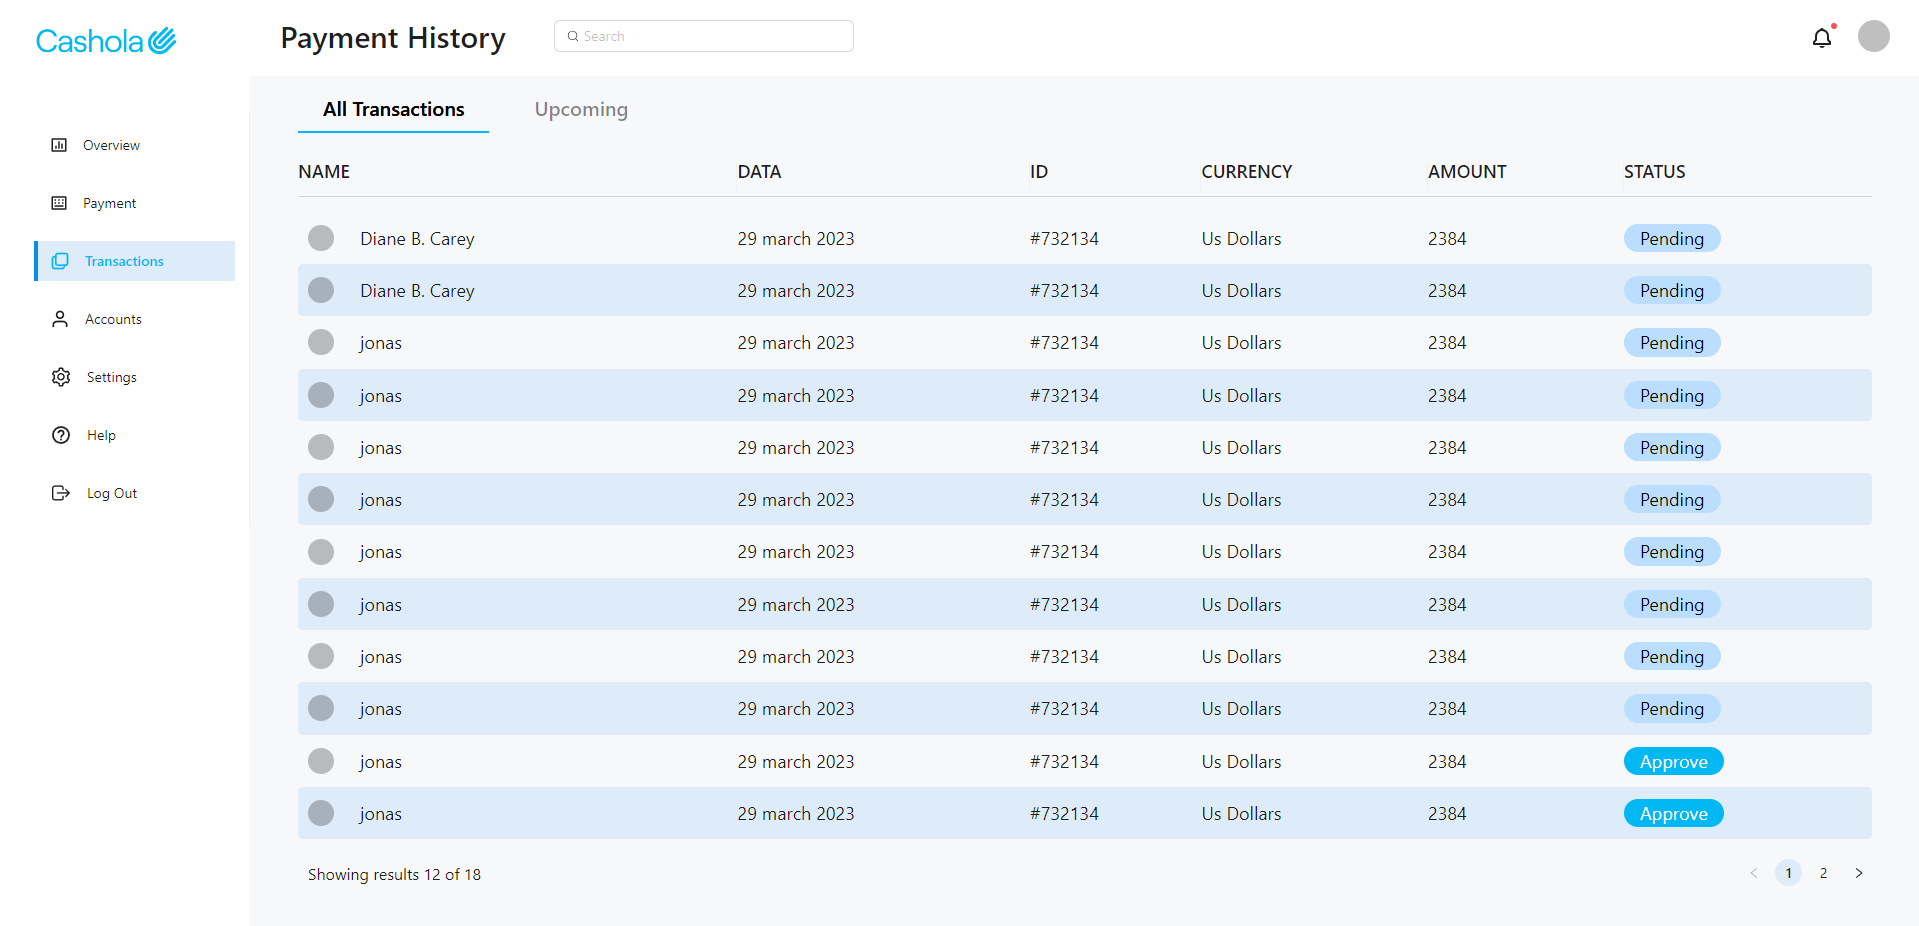 Cashola
Payment History
Search
Overview
Payment
Transactions
Accounts
Settings
Help
Log Out
All Transactions Upcoming
NAME DATA ID CURRENCY AMOUNT STATUS
Diane B. Carey 29 march 2023 #732134 Us Dollars 2384 Pending
Diane B. Carey 29 march 2023 #732134 Us Dollars 2384 Pending
jonas 29 march 2023 #732134 Us Dollars 2384 Pending
jonas 29 march 2023 #732134 Us Dollars 2384 Pending
jonas 29 march 2023 #732134 Us Dollars 2384 Pending
jonas 29 march 2023 #732134 Us Dollars 2384 Pending
jonas 29 march 2023 #732134 Us Dollars 2384 Pending
jonas 29 march 2023 #732134 Us Dollars 2384 Pending
jonas 29 march 2023 #732134 Us Dollars 2384 Pending
jonas 29 march 2023 #732134 Us Dollars 2384 Pending
jonas 29 march 2023 #732134 Us Dollars 2384 Approve
jonas 29 march 2023 #732134 Us Dollars 2384 Approve
Showing results 12 of 18
< 1 2 >